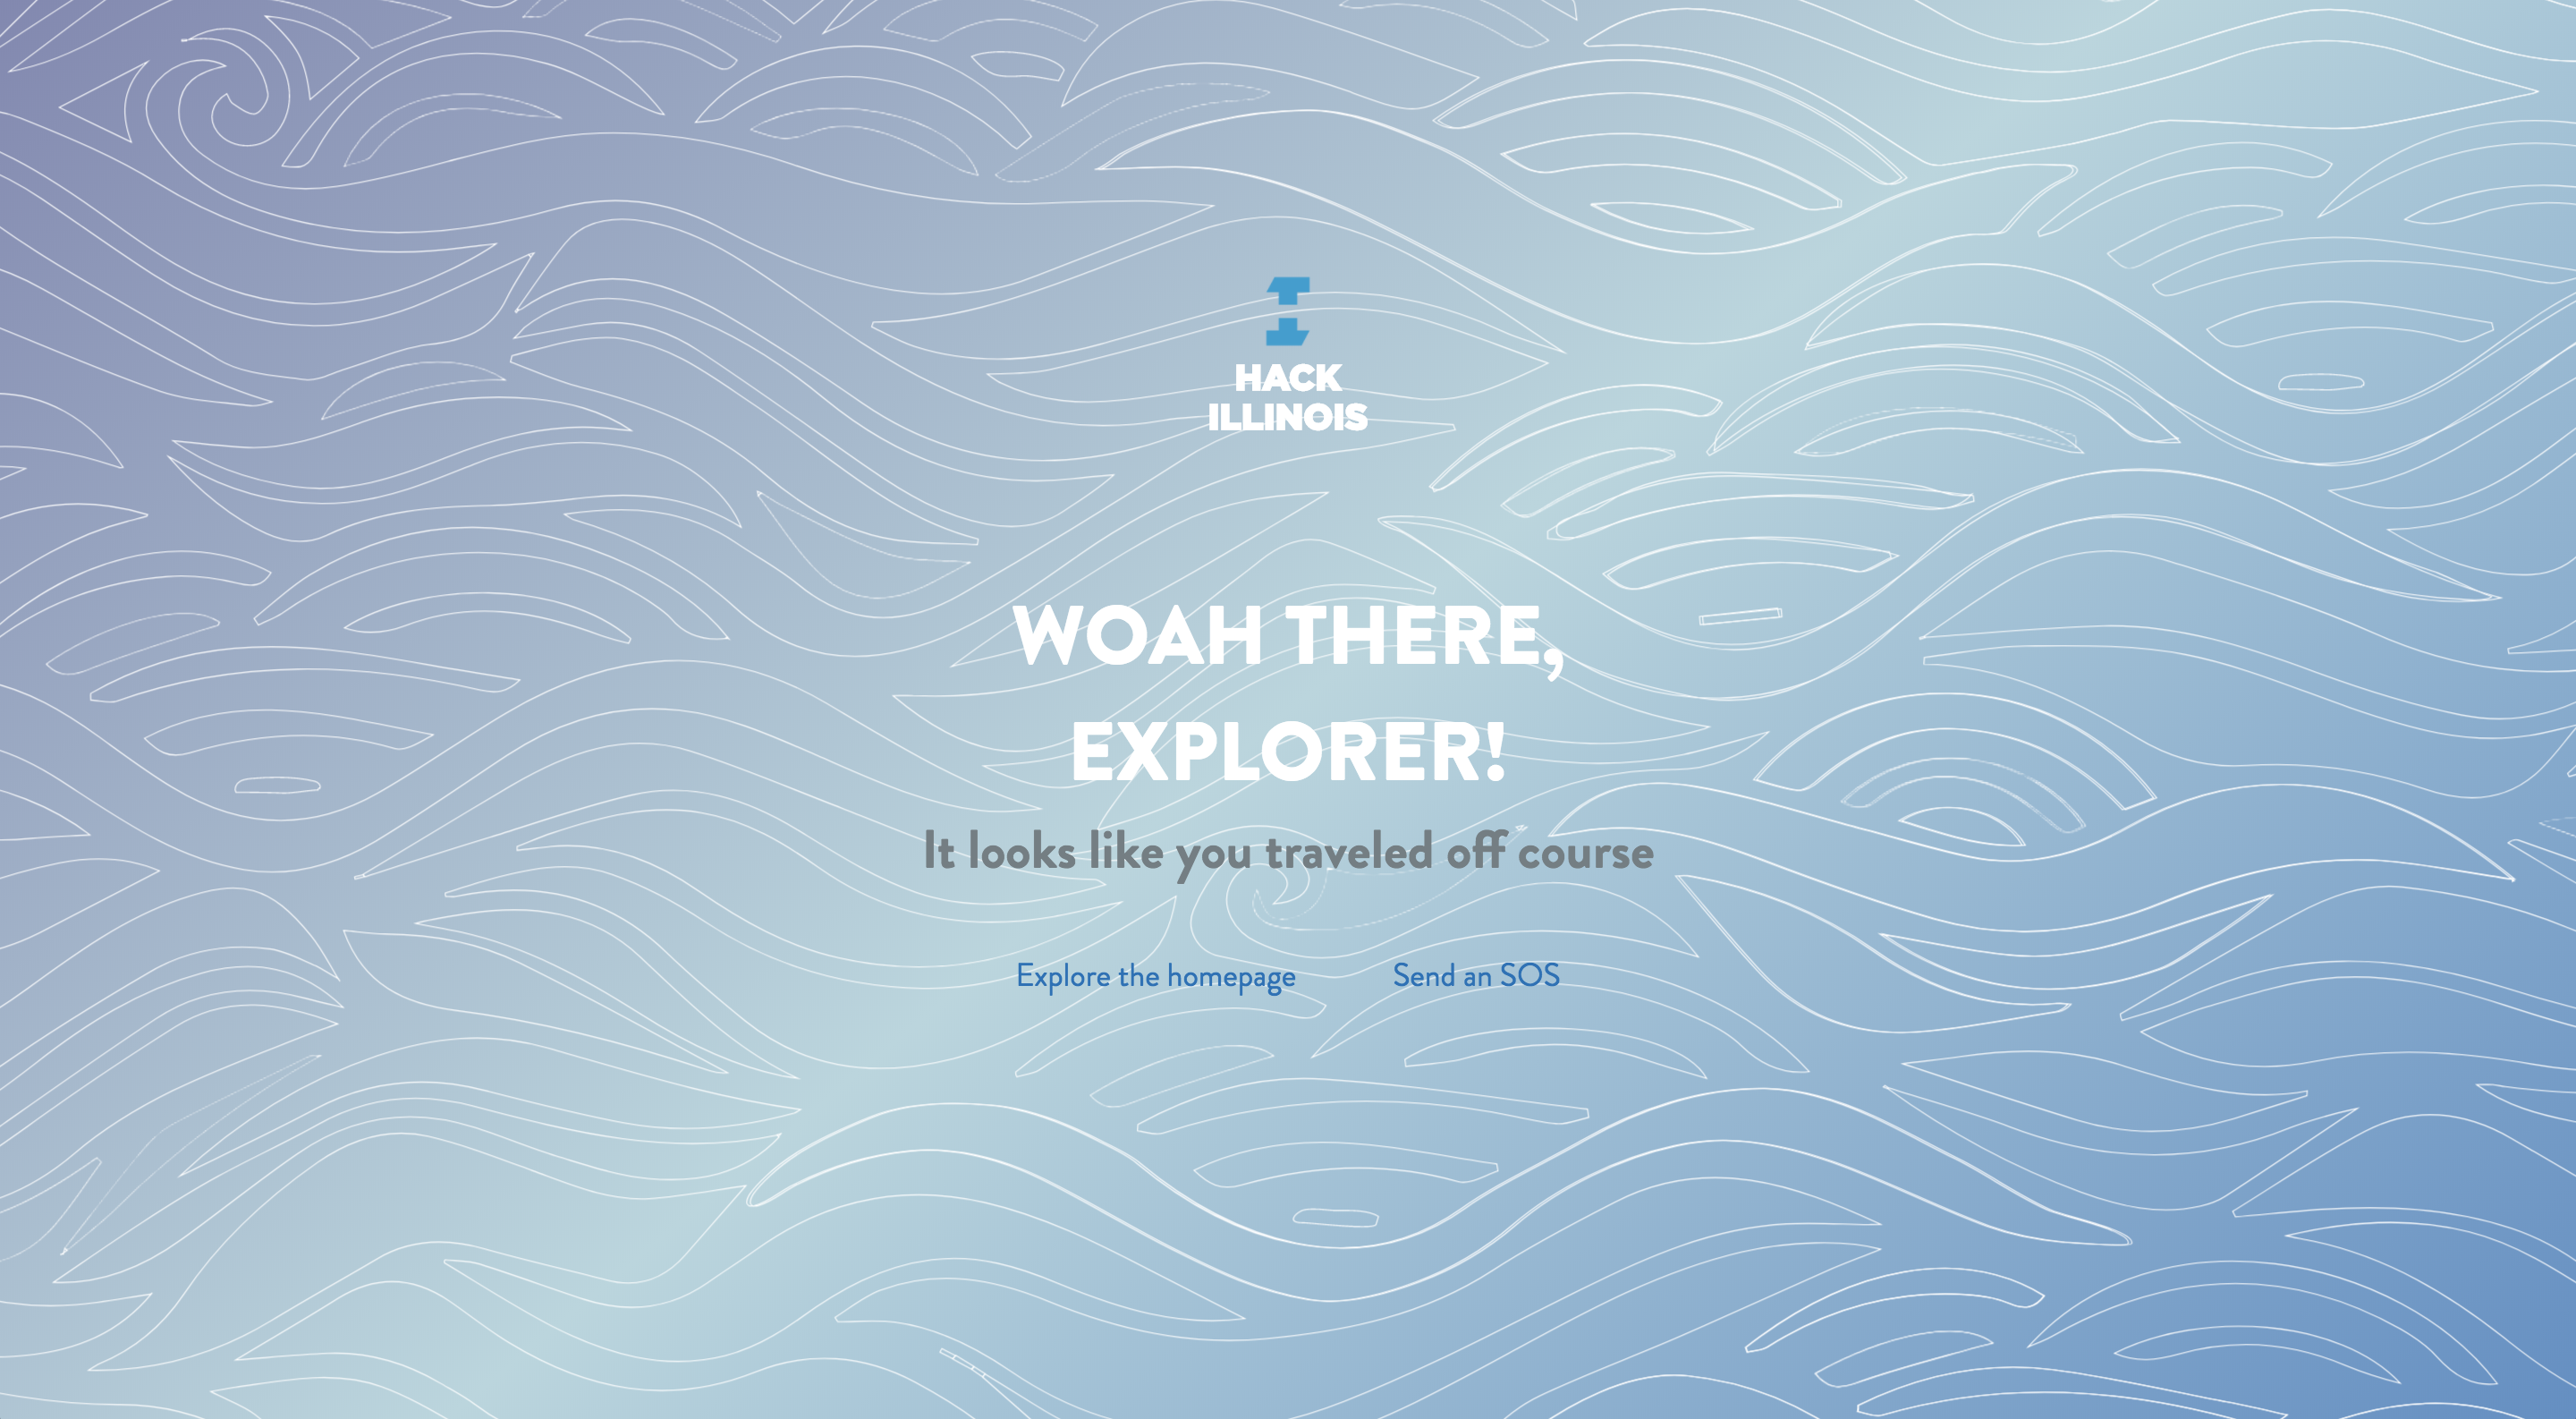 HACK
ILLINOIS
WOAH THERE,
EXPLORER!
It looks like you traveled off course
Explore the homepage
Send an SOS